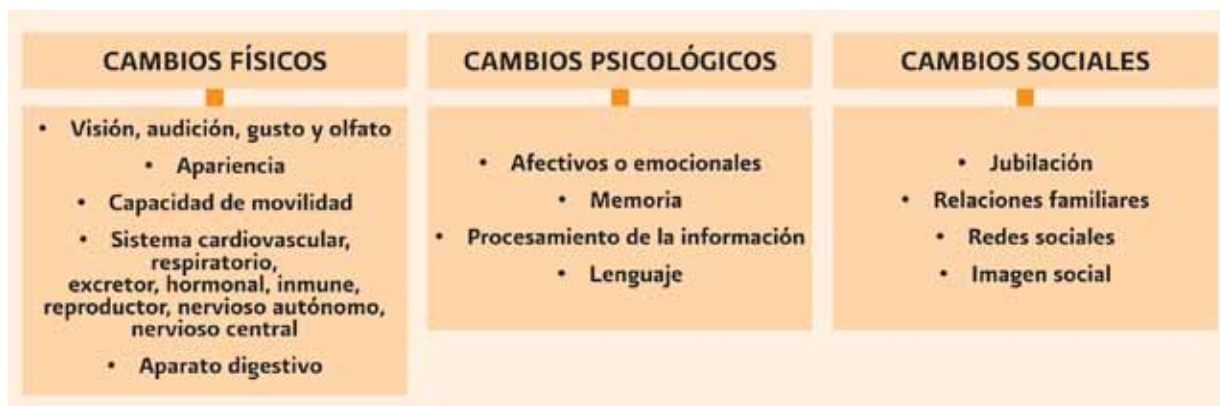 CAMBIOS FÍSICOS
• Visión, audición, gusto y olfato
• Apariencia
• Capacidad de movilidad
• Sistema cardiovascular,
respiratorio,
excretor, hormonal, inmune,
reproductor, nervioso autónomo,
nervioso central
• Aparato digestivo
CAMBIOS PSICOLÓGICOS
• Afectivos o emocionales
• Memoria
• Procesamiento de la información
• Lenguaje
CAMBIOS SOCIALES
• Jubilación
• Relaciones familiares
• Redes sociales
• Imagen social